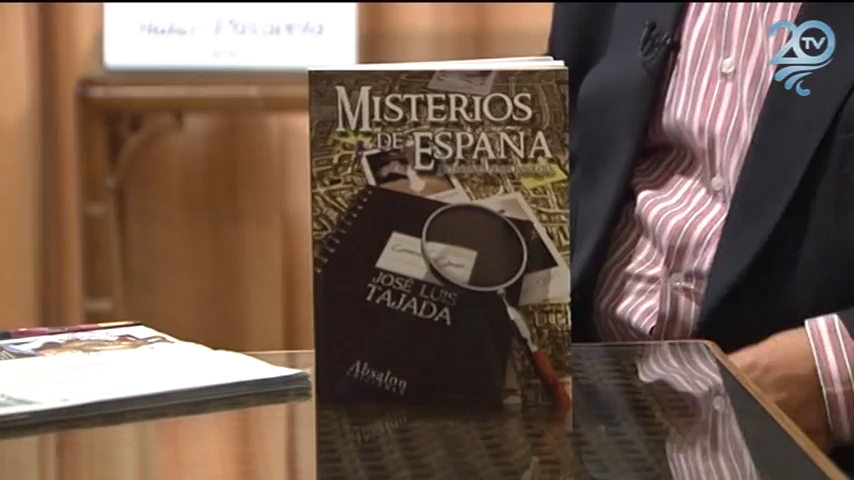 20
TV
MISTERIOS
DE ESPAÑA
JOSÉ LUIS
TAJADA
Absalon